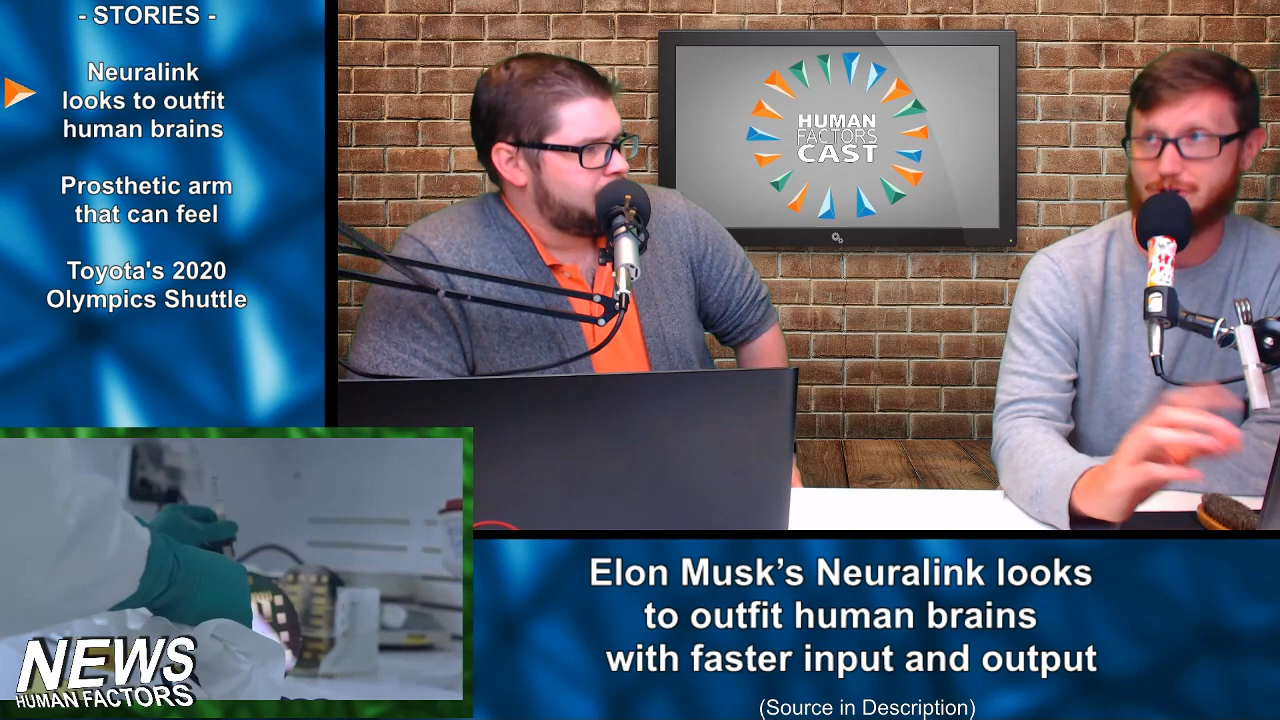 - STORIES -
Neuralink
looks to outfit
human brains
Prosthetic arm
that can feel
Toyota's 2020
Olympics Shuttle
HUMAN
FACTORS
CAST
NEWS
HUMAN FACTORS
Elon Musk’s Neuralink looks
to outfit human brains
with faster input and output
(Source in Description)